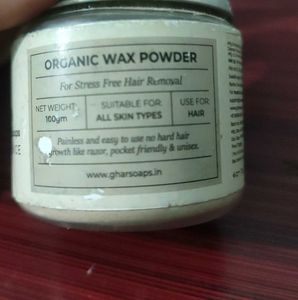 ORGANIC WAX POWDER
For Stress Free Hair Removal
NET WEIGHT
100gm
SUITABLE FOR
ALL SKIN TYPES
USE FOR
HAIR
Painless and easy to use no hard hair
growth like razor, pocket friendly & unisex.
www.gharsoaps.in